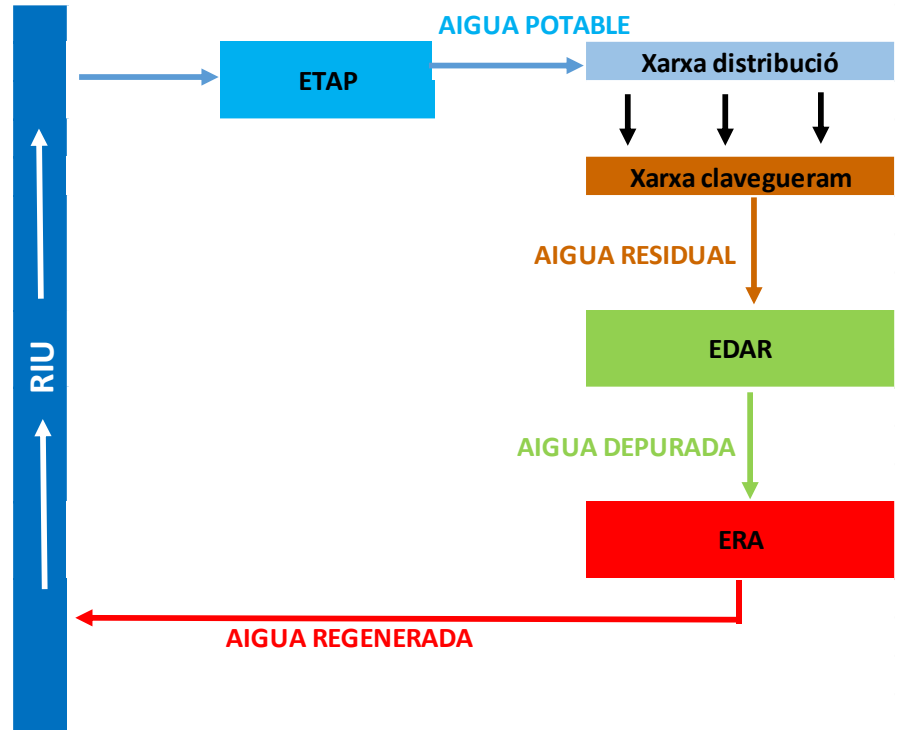 AIGUA POTABLE
ETAP
Xarxa distribució
Xarxa clavegueram
AIGUA RESIDUAL
EDAR
RIU
AIGUA DEPURADA
ERA
AIGUA REGENERADA